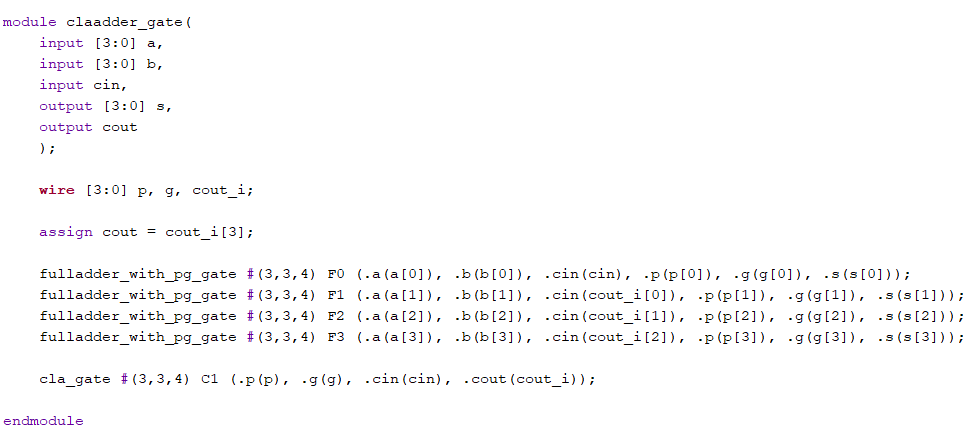 module claadder_gate(
    input [3:0] a,
    input [3:0] b,
    input cin,
    output [3:0] s,
    output cout
    );

    wire [3:0] p, g, cout_i;

    assign cout = cout_i[3];

    fulladder_with_pg_gate #(3,3,4) F0 (.a(a[0]), .b(b[0]), .cin(cin), .p(p[0]), .g(g[0]), .s(s[0]));
    fulladder_with_pg_gate #(3,3,4) F1 (.a(a[1]), .b(b[1]), .cin(cout_i[0]), .p(p[1]), .g(g[1]), .s(s[1]));
    fulladder_with_pg_gate #(3,3,4) F2 (.a(a[2]), .b(b[2]), .cin(cout_i[1]), .p(p[2]), .g(g[2]), .s(s[2]));
    fulladder_with_pg_gate #(3,3,4) F3 (.a(a[3]), .b(b[3]), .cin(cout_i[2]), .p(p[3]), .g(g[3]), .s(s[3]));

    cla_gate #(3,3,4) C1 (.p(p), .g(g), .cin(cin), .cout(cout_i));

endmodule